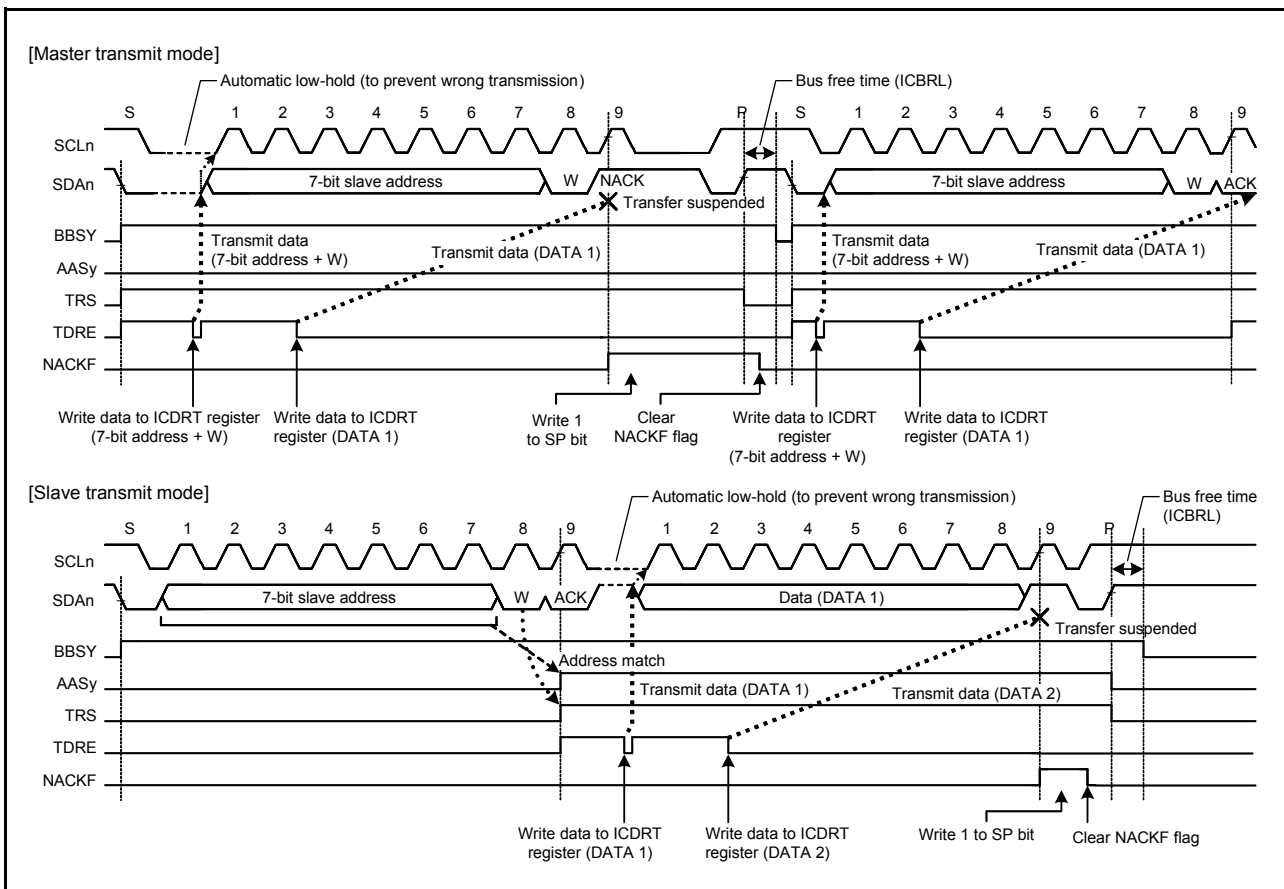 [Master transmit mode]
Automatic low-hold (to prevent wrong transmission)
Bus free time (ICBRL)
S 1 2 3 4 5 6 7 8 9 P S 1 2 3 4 5 6 7 8 9
SCLn
SDAn 7-bit slave address W NACK 7-bit slave address W ACK
Transfer suspended
BBSY
Transmit data
(7-bit address + W)
Transmit data (DATA 1)
Transmit data
(7-bit address + W)
Transmit data (DATA 1)
AASy
TRS
TDRE
NACKF
Write data to ICDRT register
(7-bit address + W)
Write data to ICDRT
register (DATA 1)
Write 1
to SP bit
Clear
NACKF flag
Write data to ICDRT
register
(7-bit address + W)
Write data to ICDRT
register (DATA 1)
[Slave transmit mode]
Automatic low-hold (to prevent wrong transmission)
Bus free time
(ICBRL)
S 1 2 3 4 5 6 7 8 9 1 2 3 4 5 6 7 8 9 P
SCLn
SDAn 7-bit slave address W ACK Data (DATA 1)
Transfer suspended
BBSY
Address match
AASy
Transmit data (DATA 1) Transmit data (DATA 2)
TRS
TDRE
NACKF
Write data to ICDRT
register (DATA 1)
Write data to ICDRT
register (DATA 2)
Write 1 to SP bit
Clear NACKF flag